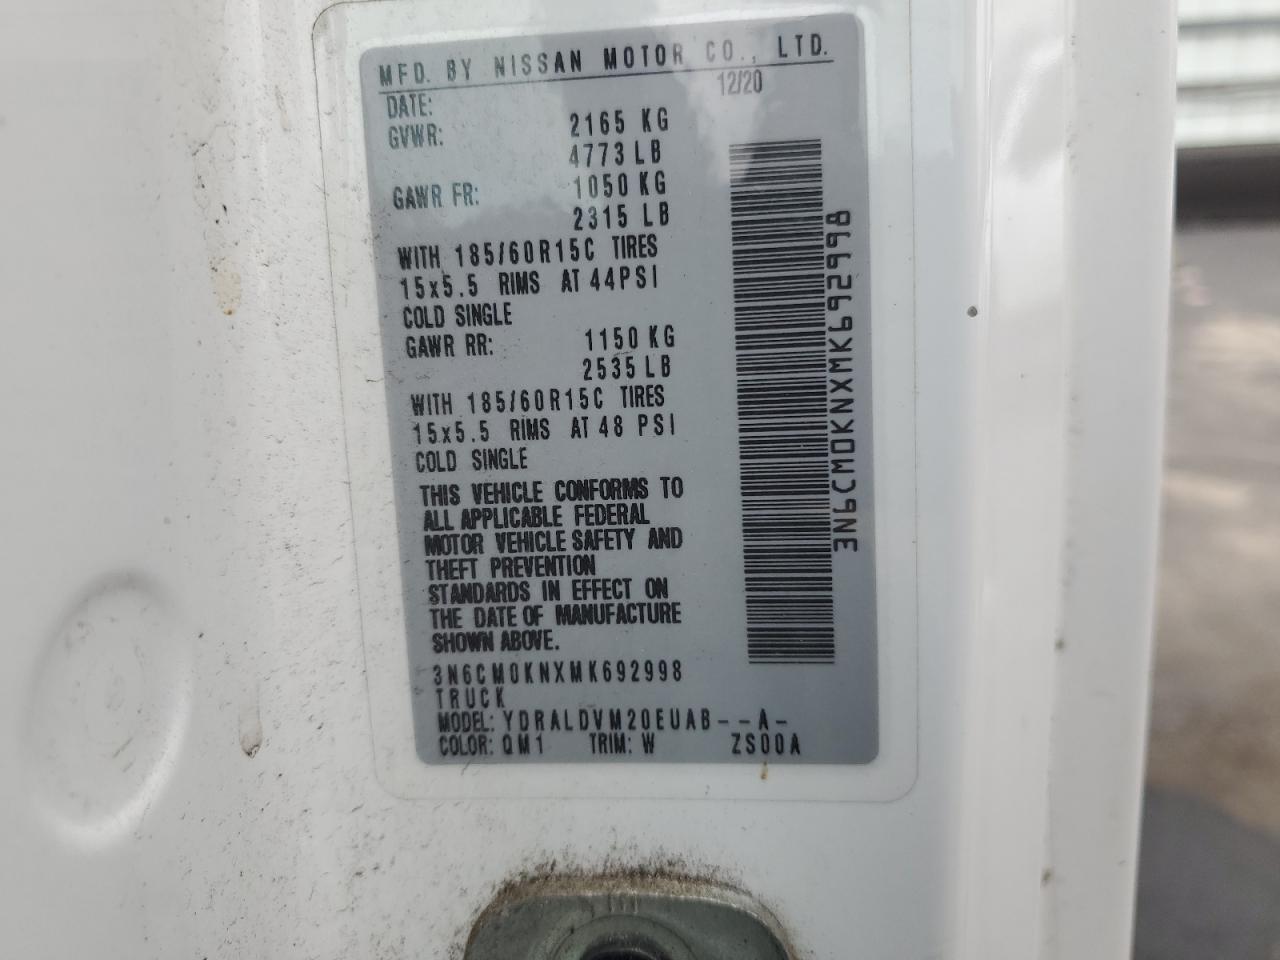 MFD. BY NISSAN MOTOR CO., LTD.
DATE: 12/20
GVWR: 2165 KG
4773 LB
GAWR FR: 1050 KG
2315 LB
WITH 185/60R15C TIRES
15x5.5 RIMS AT 44PSI
COLD SINGLE
GAWR RR: 1150 KG
2535 LB
WITH 185/60R15C TIRES
15x5.5 RIMS AT 48 PSI
COLD SINGLE
THIS VEHICLE CONFORMS TO
ALL APPLICABLE FEDERAL
MOTOR VEHICLE SAFETY AND
THEFT PREVENTION
STANDARDS IN EFFECT ON
THE DATE OF MANUFACTURE
SHOWN ABOVE.
3N6CM0KNXMK692998
TRUCK
MODEL: YDRALDVM20EUAB--A-
COLOR: QM1 TRIM: W ZS00A
3N6CM0KNXMK692998